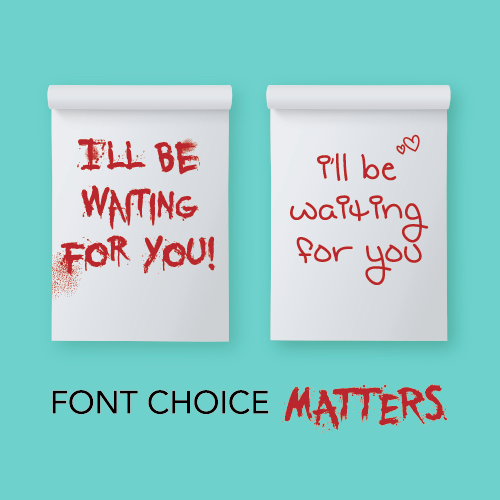 I'LL BE
WAITING
FOR YOU!
i'll be
waiting
for you
FONT CHOICE MATTERS